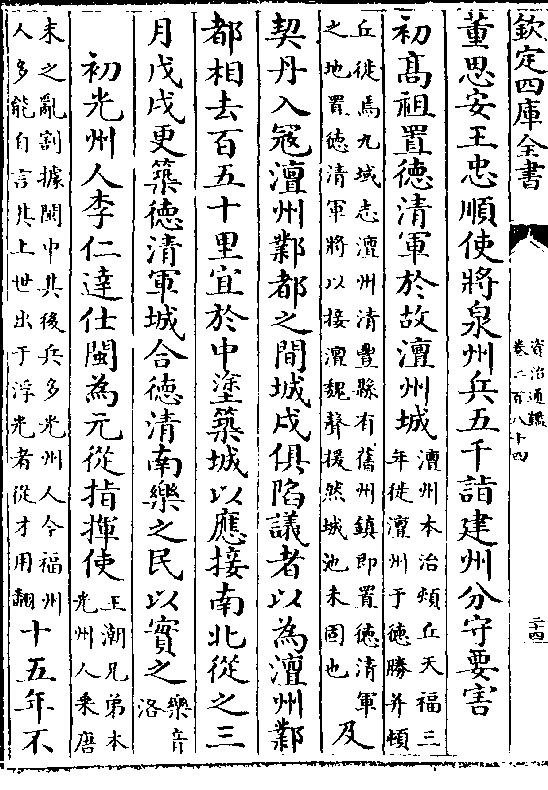 欽定四庫全書
資治通鑑
卷二百八十四
二十四
董思安王忠順使將泉州兵五千詣建州分守要害
初髙祖置德清軍於故澶州城澶州本治頓丘天福三年徙澶州于德勝并頓
丘徙焉九域志澶州清豐縣有舊州鎮即置德清軍之地置德清軍將以接澶魏聲援然城池未固也及
契丹入冦澶州鄴都之間城戍俱陷議者以為澶州鄴
都相去百五十里宜於中塗築城以應接南北從之三
月戊戌更築德清軍城合德清南樂之民以實之樂音洛
初光州人李仁達仕閩為元從指揮使王潮兄弟本光州人乘唐
末之亂割據閩中其後兵多光州人今福州人多能自言其上世出于浮光者從才用翻十五年不